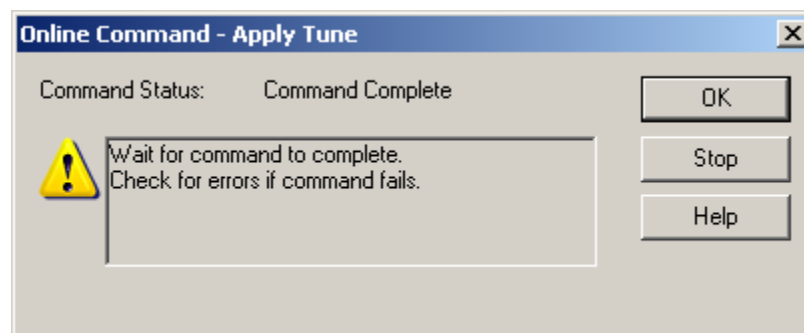 Online Command - Apply Tune
Command Status: Command Complete
OK
Wait for command to complete.
Check for errors if command fails.
Stop
Help